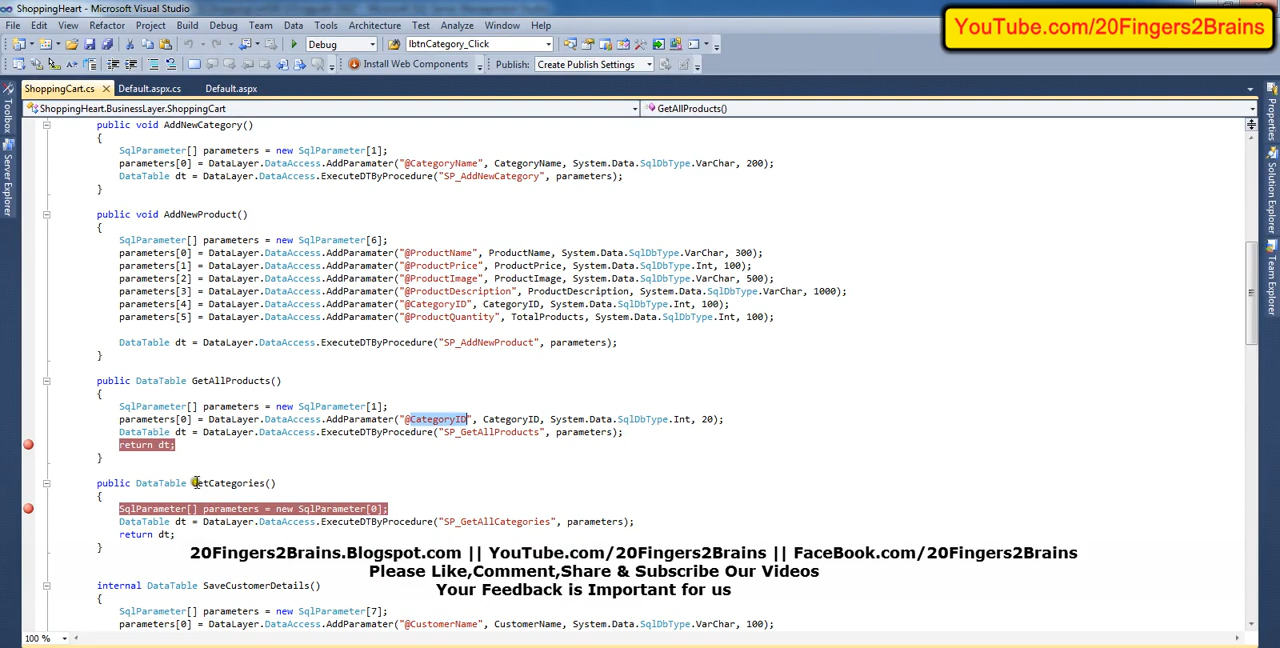 ShoppingHeart - Microsoft Visual Studio
YouTube.com/20Fingers2Brains
File Edit View Refactor Project Build Debug Team Data Tools Architecture Test Analyze Window Help
Debug lbtnCategory_Click
Install Web Components Publish: Create Publish Settings
ShoppingCart.cs Default.aspx.cs Default.aspx
ShoppingHeart.BusinessLayer.ShoppingCart GetAllProducts()
Toolbox
Server Explorer
Properties
Solution Explorer
Team Explorer
public void AddNewCategory()
{
SqlParameter[] parameters = new SqlParameter[1];
parameters[0] = DataLayer.DataAccess.AddParamater("@CategoryName", CategoryName, System.Data.SqlDbType.VarChar, 200);
DataTable dt = DataLayer.DataAccess.ExecuteDTByProcedure("SP_AddNewCategory", parameters);
}
public void AddNewProduct()
{
SqlParameter[] parameters = new SqlParameter[6];
parameters[0] = DataLayer.DataAccess.AddParamater("@ProductName", ProductName, System.Data.SqlDbType.VarChar, 300);
parameters[1] = DataLayer.DataAccess.AddParamater("@ProductPrice", ProductPrice, System.Data.SqlDbType.Int, 100);
parameters[2] = DataLayer.DataAccess.AddParamater("@ProductImage", ProductImage, System.Data.SqlDbType.VarChar, 500);
parameters[3] = DataLayer.DataAccess.AddParamater("@ProductDescription", ProductDescription, System.Data.SqlDbType.VarChar, 1000);
parameters[4] = DataLayer.DataAccess.AddParamater("@CategoryID", CategoryID, System.Data.SqlDbType.Int, 100);
parameters[5] = DataLayer.DataAccess.AddParamater("@ProductQuantity", TotalProducts, System.Data.SqlDbType.Int, 100);
DataTable dt = DataLayer.DataAccess.ExecuteDTByProcedure("SP_AddNewProduct", parameters);
}
public DataTable GetAllProducts()
{
SqlParameter[] parameters = new SqlParameter[1];
parameters[0] = DataLayer.DataAccess.AddParamater("@CategoryID", CategoryID, System.Data.SqlDbType.Int, 20);
DataTable dt = DataLayer.DataAccess.ExecuteDTByProcedure("SP_GetAllProducts", parameters);
return dt;
}
public DataTable GetCategories()
{
SqlParameter[] parameters = new SqlParameter[0];
DataTable dt = DataLayer.DataAccess.ExecuteDTByProcedure("SP_GetAllCategories", parameters);
return dt;
}
20Fingers2Brains.Blogspot.com || YouTube.com/20Fingers2Brains || FaceBook.com/20Fingers2Brains
Please Like,Comment,Share & Subscribe Our Videos
Your Feedback is Important for us
internal DataTable SaveCustomerDetails()
{
SqlParameter[] parameters = new SqlParameter[7];
parameters[0] = DataLayer.DataAccess.AddParamater("@CustomerName", CustomerName, System.Data.SqlDbType.VarChar, 100);
100 %